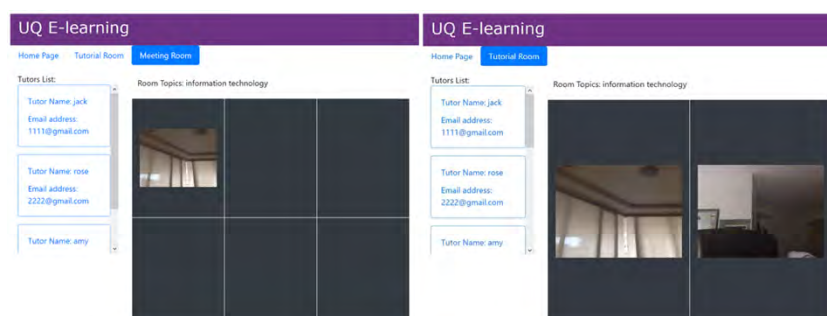 UQ E-learning
Home Page Tutorial Room Meeting Room
Tutors List:
Room Topics: information technology
Tutor Name: jack
Email address:
1111@gmail.com
Tutor Name: rose
Email address:
2222@gmail.com
Tutor Name: amy
UQ E-learning
Home Page Tutorial Room
Tutors List:
Room Topics: information technology
Tutor Name: jack
Email address:
1111@gmail.com
Tutor Name: rose
Email address:
2222@gmail.com
Tutor Name: amy